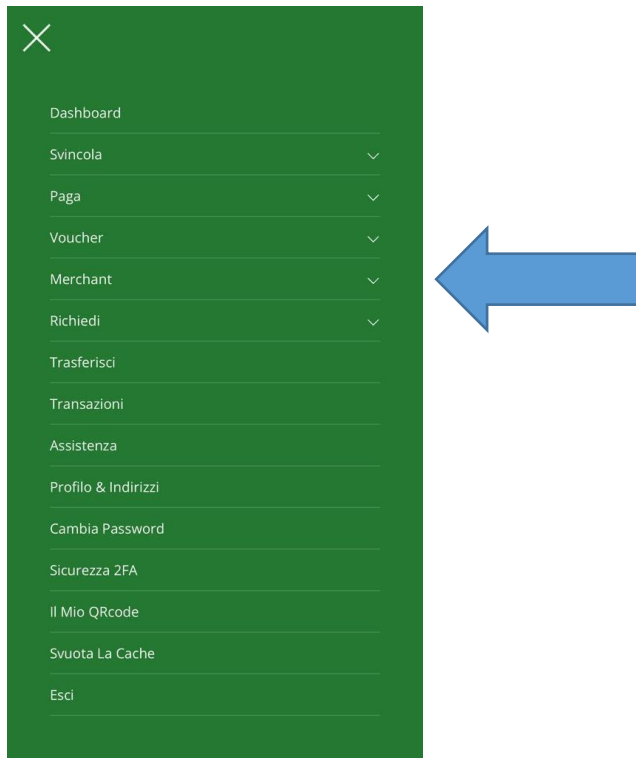 Dashboard
Svincola
Paga
Voucher
Merchant
Richiedi
Trasferisci
Transazioni
Assistenza
Profilo & Indirizzi
Cambia Password
Sicurezza 2FA
Il Mio QRcode
Svuota La Cache
Esci